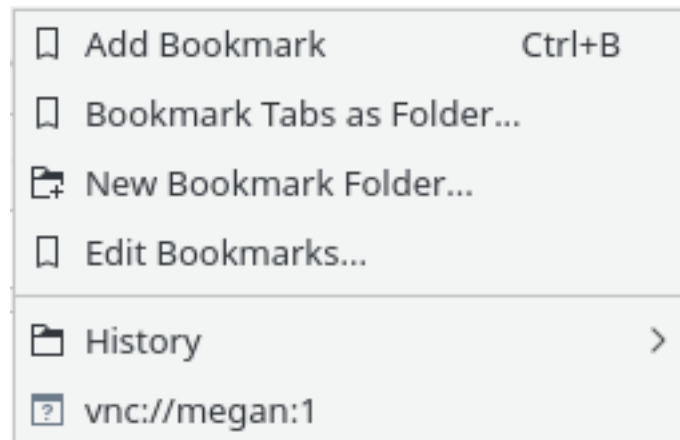 Add Bookmark Ctrl+B
Bookmark Tabs as Folder...
New Bookmark Folder...
Edit Bookmarks...
History
vnc://megan:1